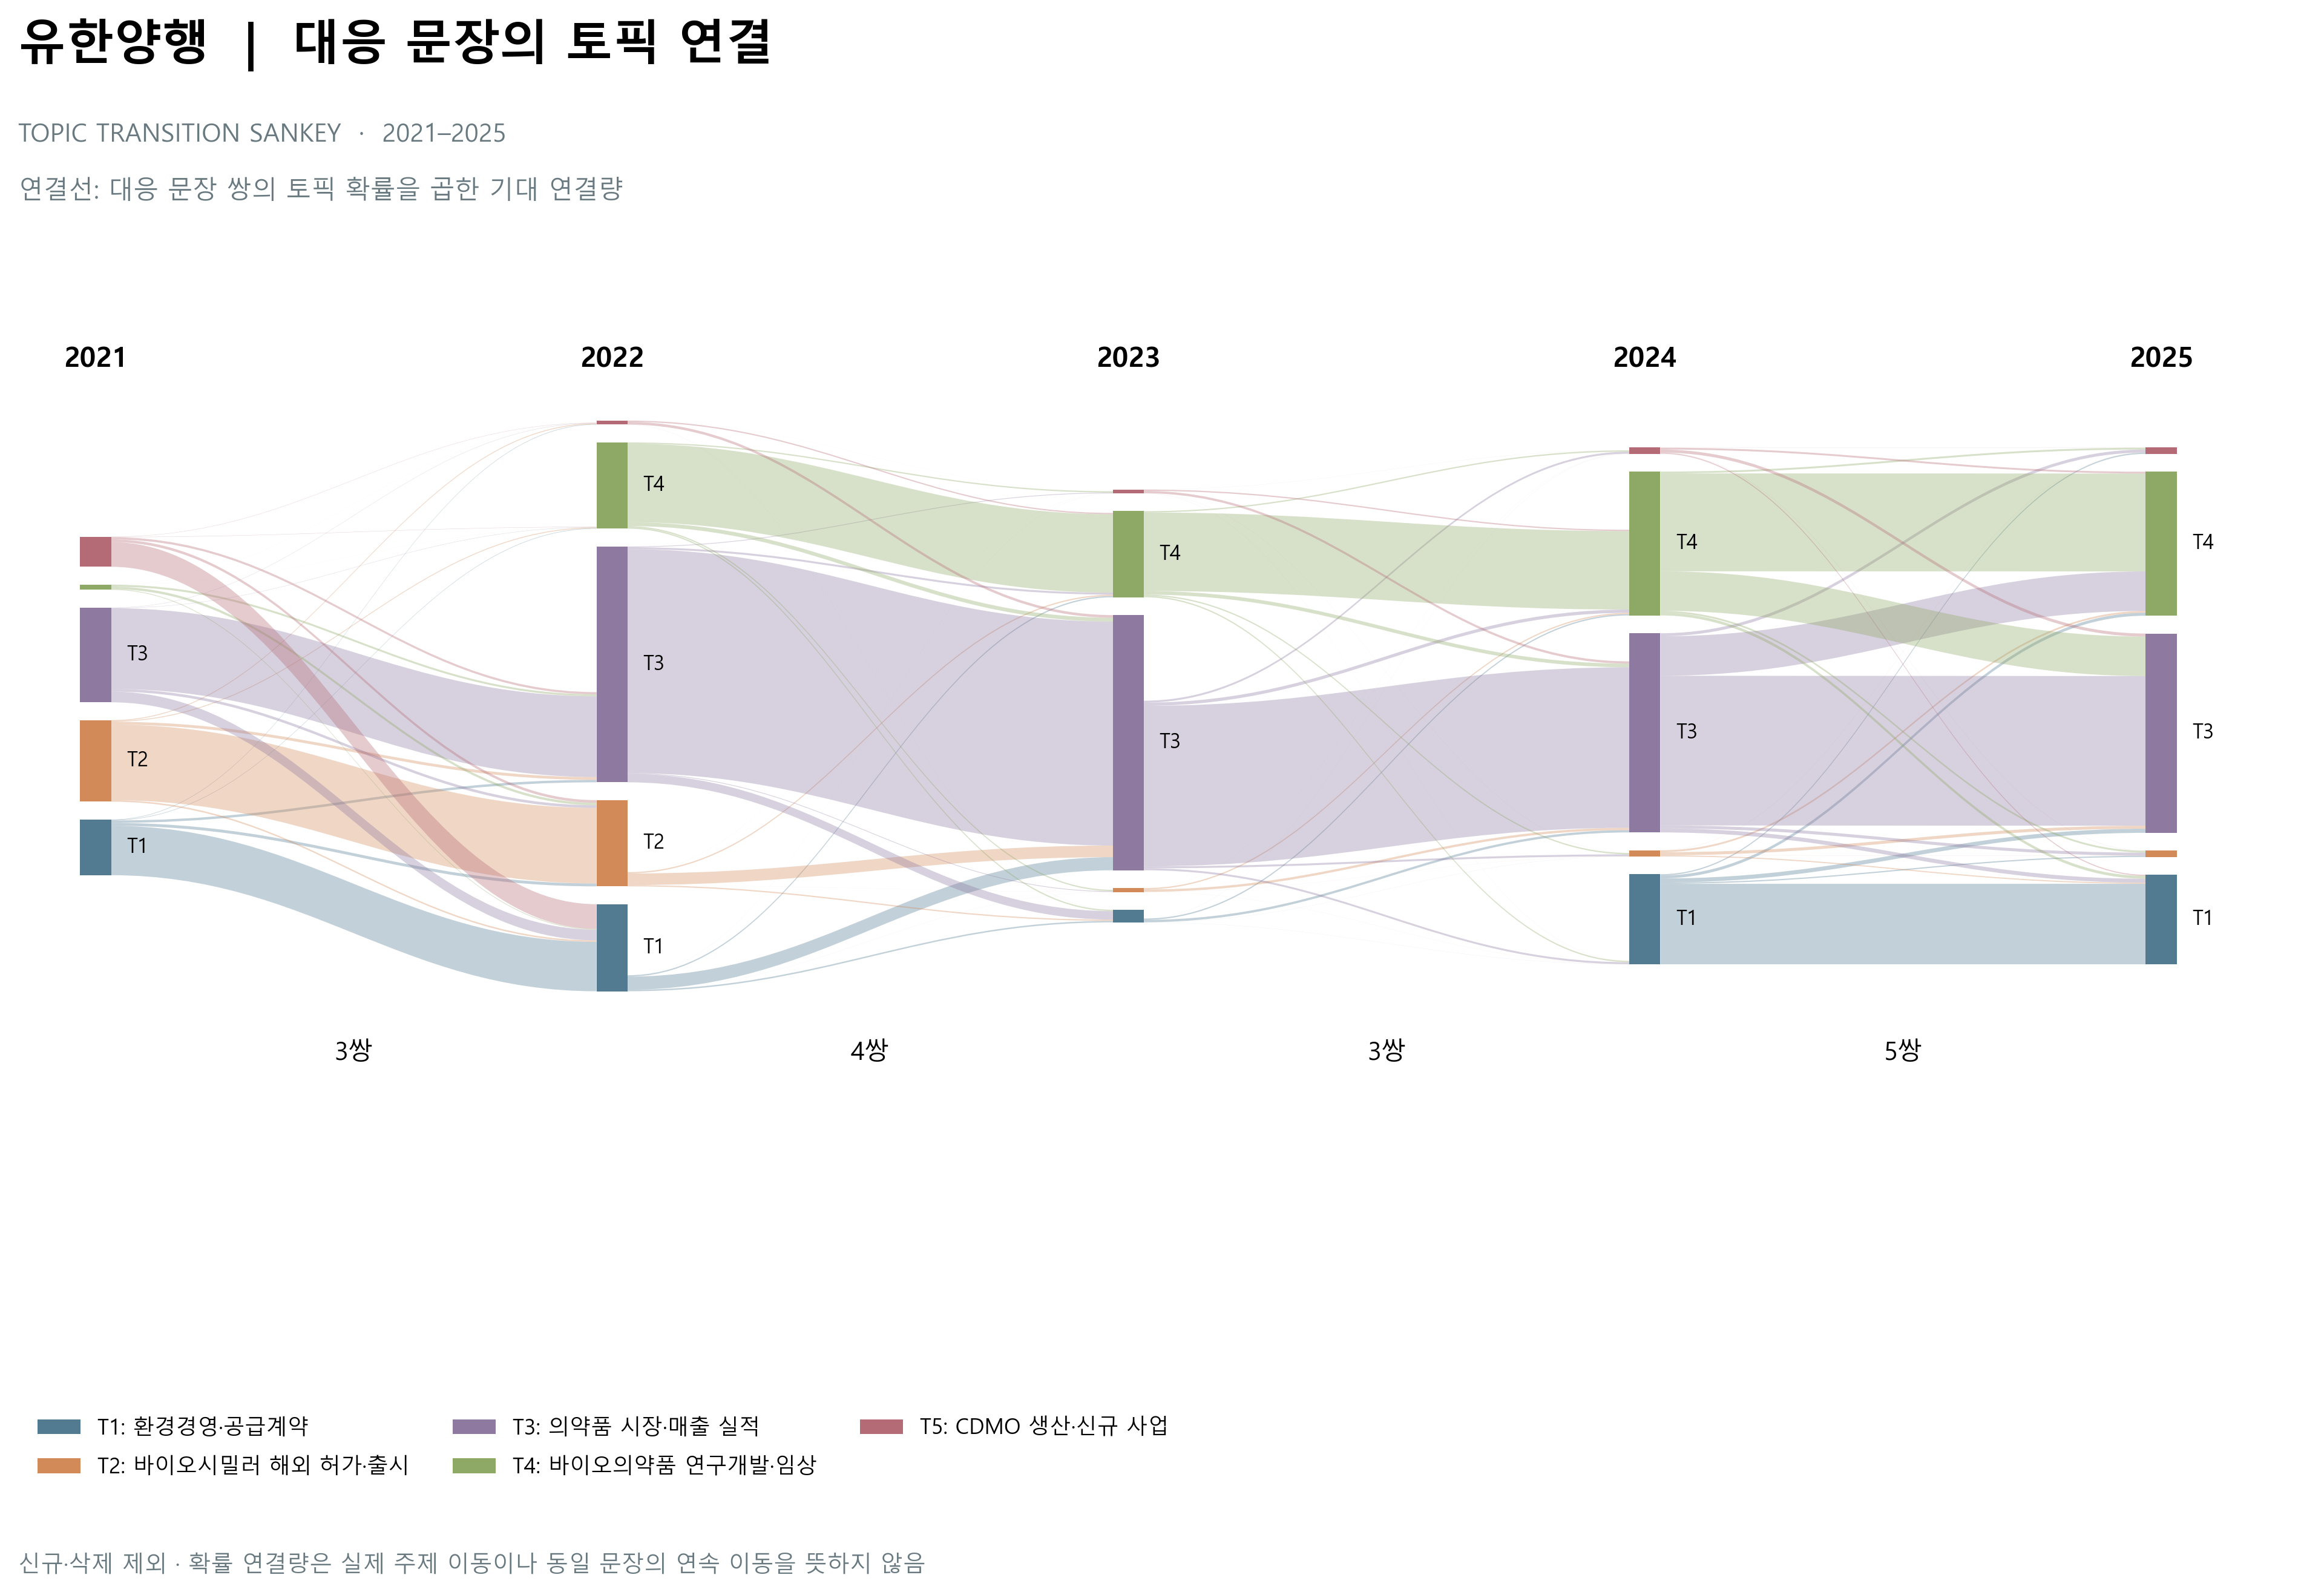 유한양행 | 대응 문장의 토픽 연결
TOPIC TRANSITION SANKEY · 2021–2025
연결선: 대응 문장 쌍의 토픽 확률을 곱한 기대 연결량
2021 2022 2023 2024 2025
T4
T4
T4
T4
T3
T3
T3
T3
T3
T2
T2
T1
T1
T1
T1
3쌍 4쌍 3쌍 5쌍
T1: 환경경영·공급계약 T3: 의약품 시장·매출 실적 T5: CDMO 생산·신규 사업
T2: 바이오시밀러 해외 허가·출시 T4: 바이오의약품 연구개발·임상
신규·삭제 제외 · 확률 연결량은 실제 주제 이동이나 동일 문장의 연속 이동을 뜻하지 않음